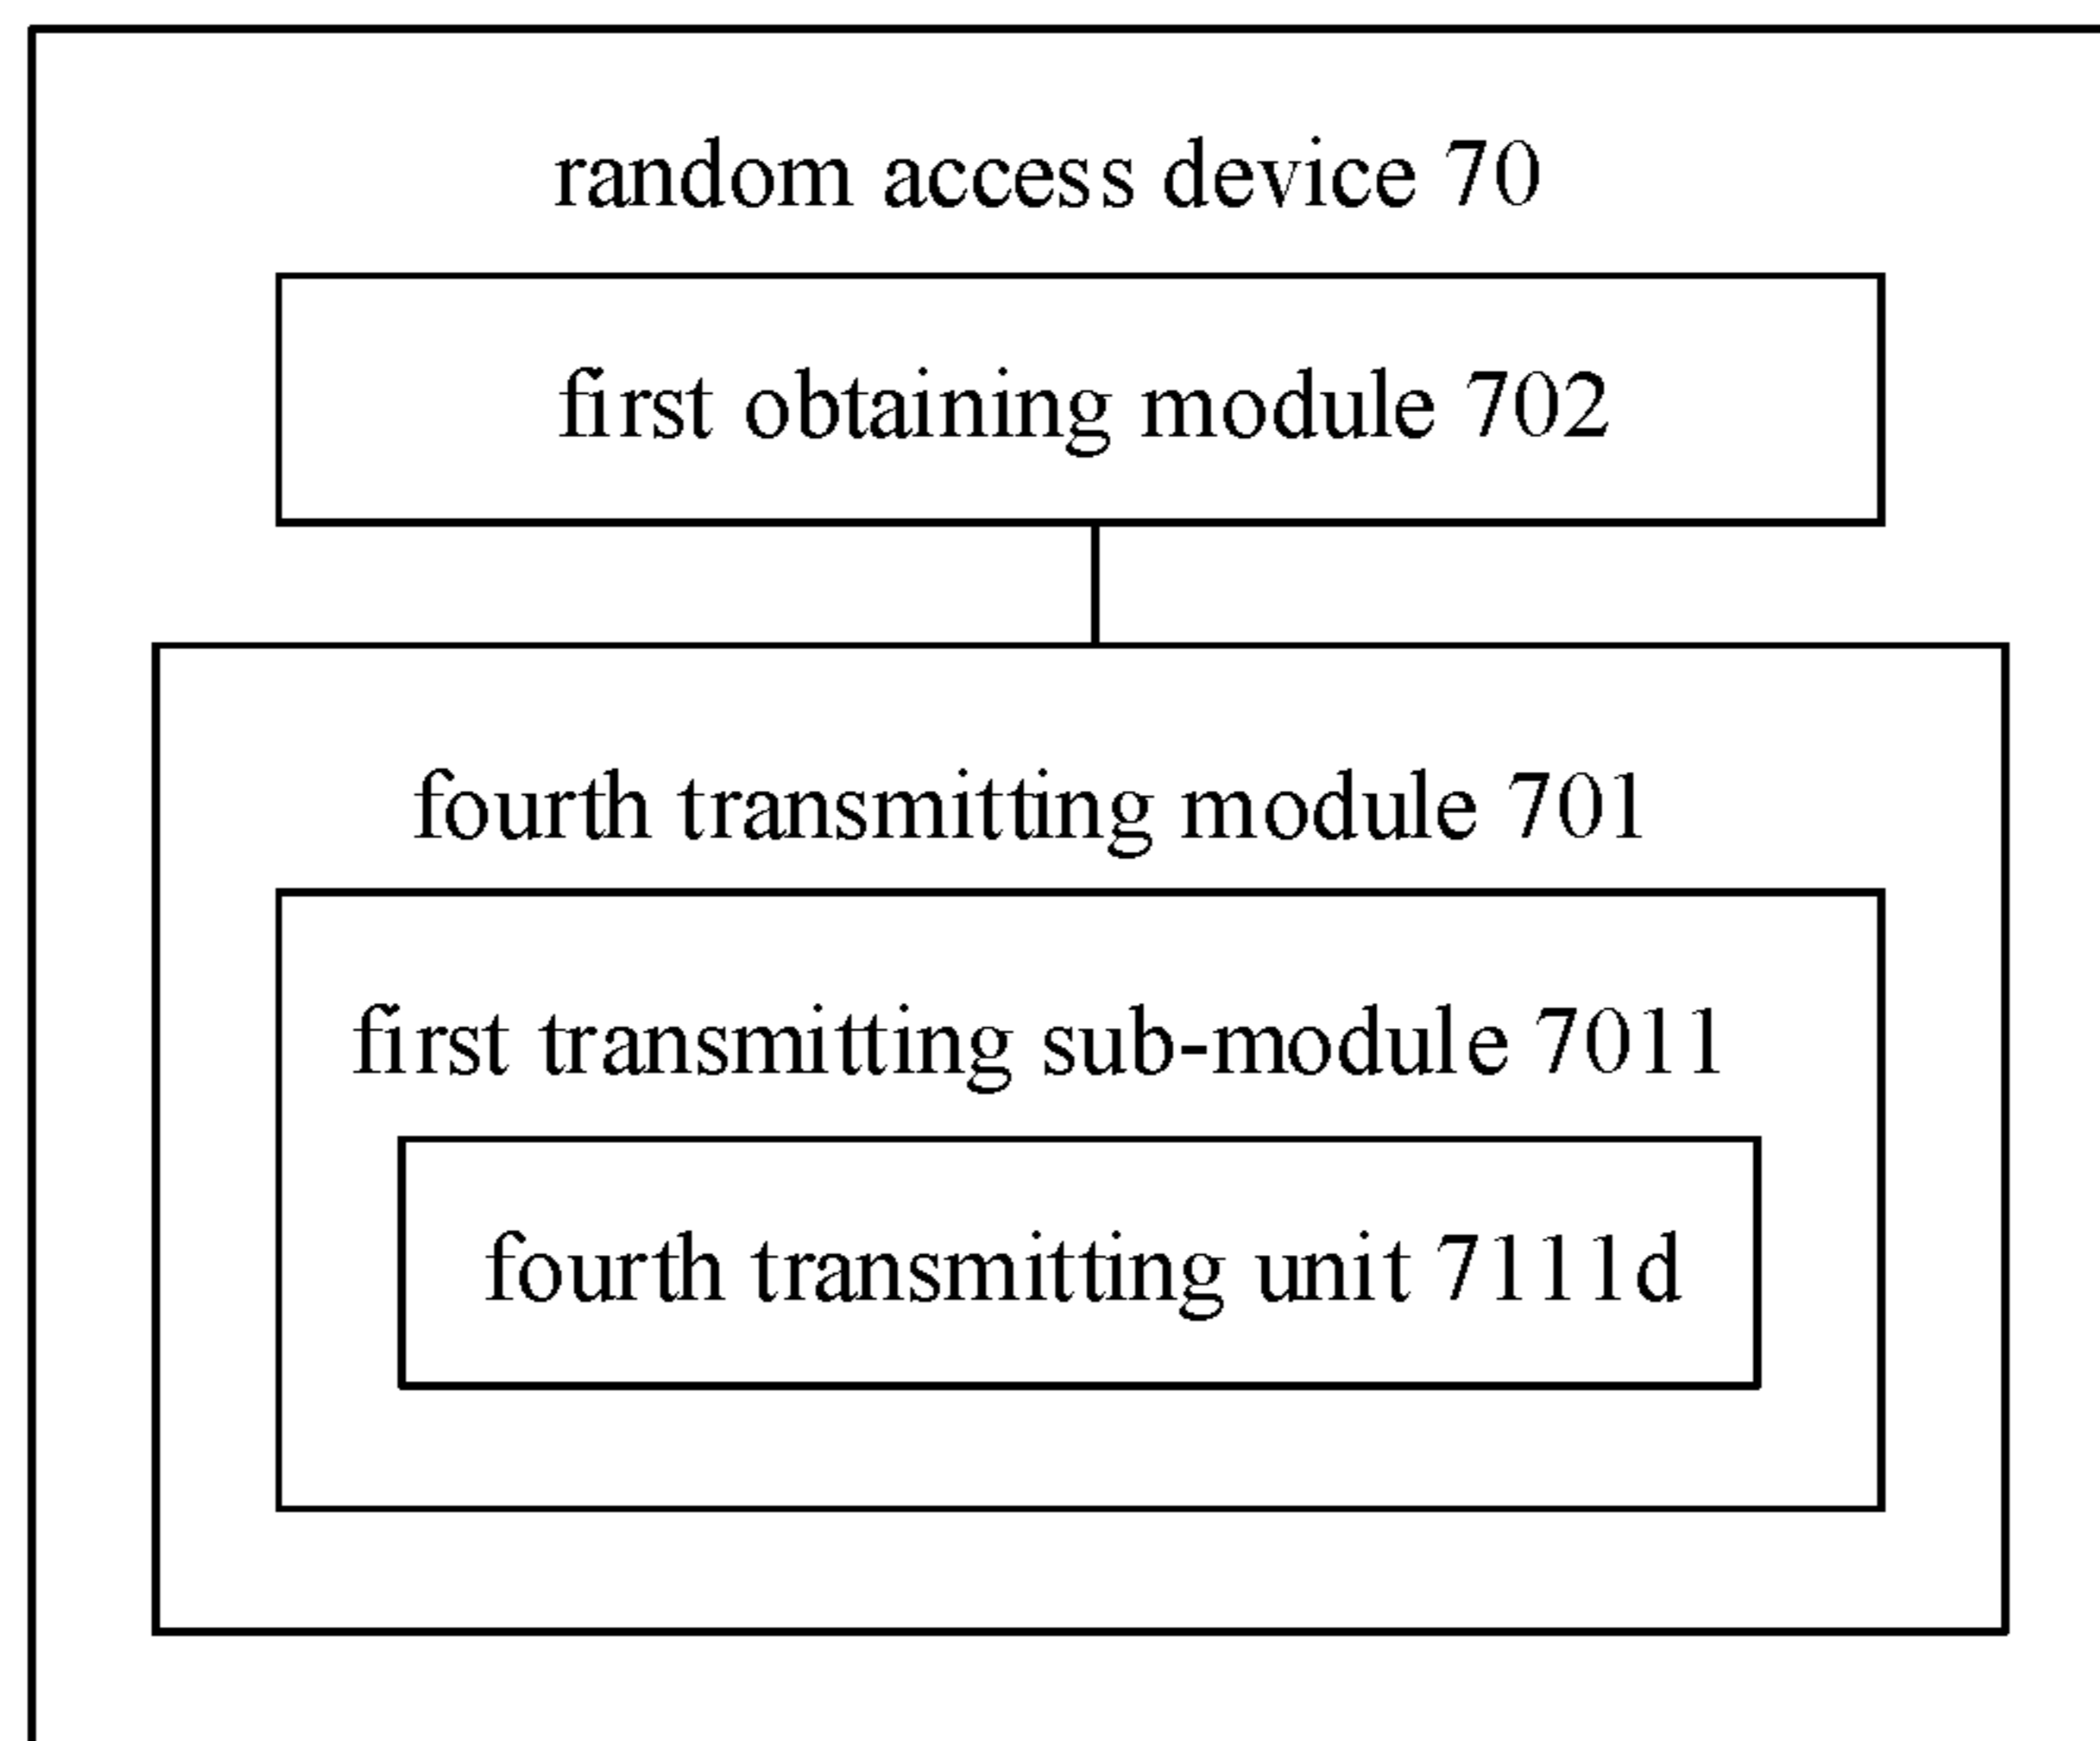 random access device 70
first obtaining module 702
fourth transmitting module 701
first transmitting sub-module 7011
fourth transmitting unit 7111d